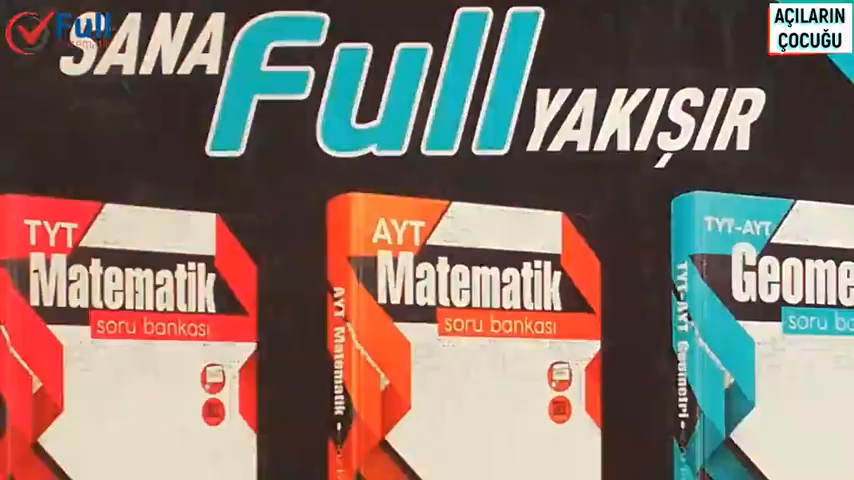 Full
AÇILARIN
ÇOCUĞU
SANA
Full
YAKIŞIR
TYT
Matematik
soru bankası
AYT
Matematik
soru bankası
AYT Matematik -
TYT-AYT
Geome
soru ba
TYT-AYT Geometri -